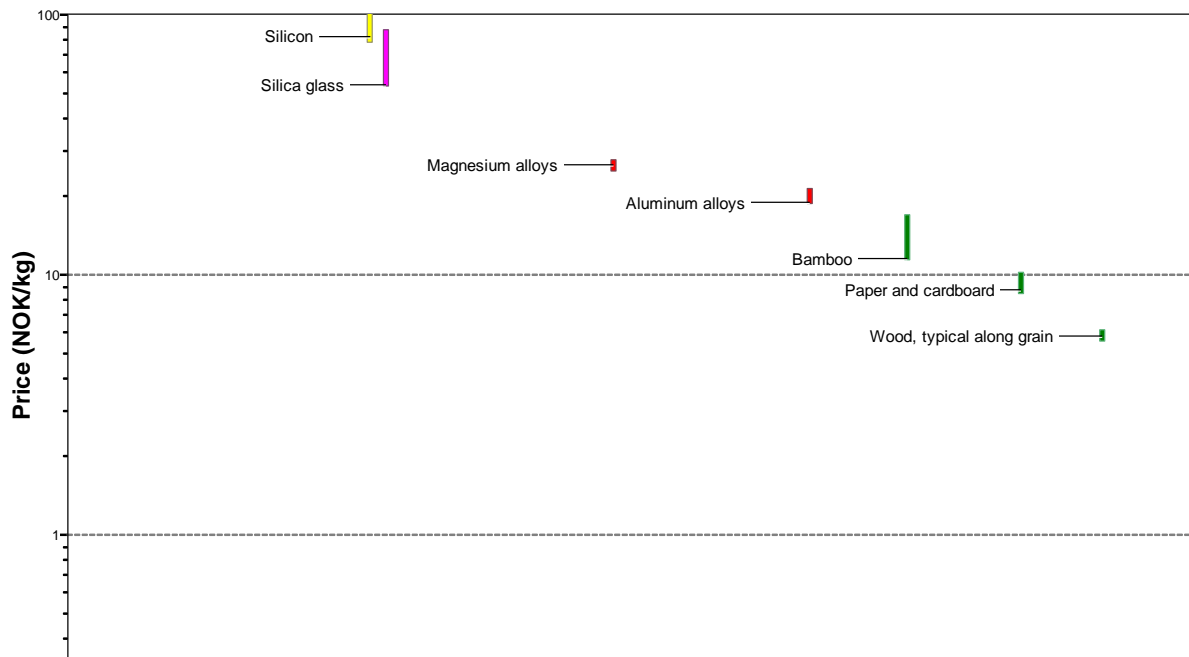 100
Silicon
Silica glass
Magnesium alloys
Aluminum alloys
Bamboo
10
Paper and cardboard
Wood, typical along grain
Price (NOK/kg)
1